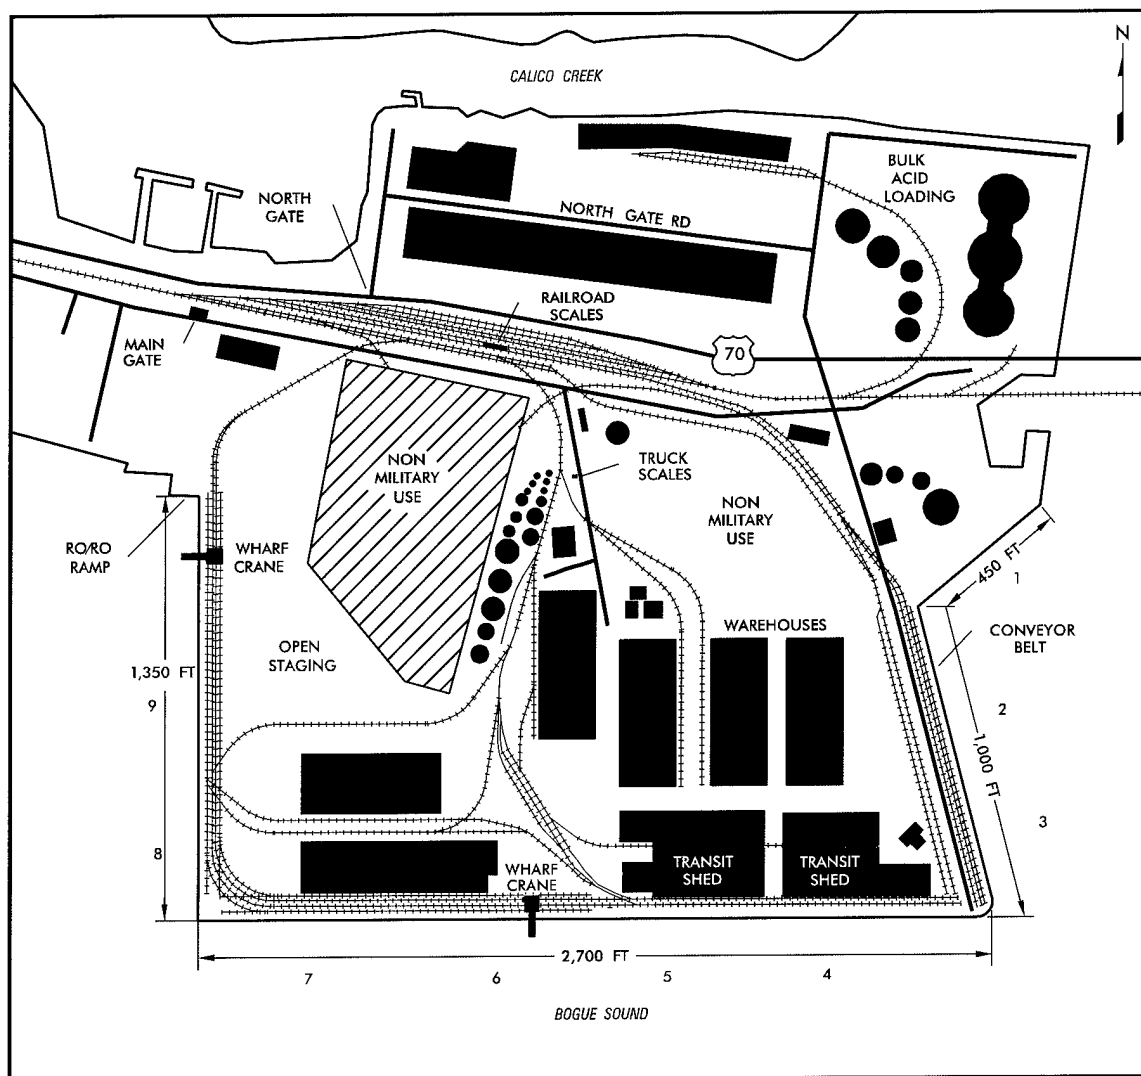 N
CALICO CREEK
BULK
ACID
LOADING
NORTH
GATE
NORTH GATE RD
RAILROAD
SCALES
MAIN
GATE
70
NON
MILITARY
USE
TRUCK
SCALES
NON
MILITARY
USE
RO/RO
RAMP
WHARF
CRANE
450 FT
1
WAREHOUSES
CONVEYOR
BELT
OPEN
STAGING
1,350 FT
9
2
1,000 FT
3
8
WHARF
CRANE
TRANSIT
SHED
TRANSIT
SHED
2,700 FT
7
6
5
4
BOGUE SOUND